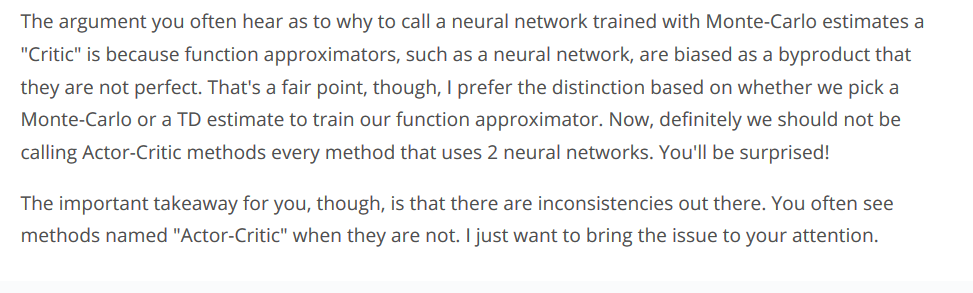 The argument you often hear as to why to call a neural network trained with Monte-Carlo estimates a
"Critic" is because function approximators, such as a neural network, are biased as a byproduct that
they are not perfect. That's a fair point, though, I prefer the distinction based on whether we pick a
Monte-Carlo or a TD estimate to train our function approximator. Now, definitely we should not be
calling Actor-Critic methods every method that uses 2 neural networks. You'll be surprised!
The important takeaway for you, though, is that there are inconsistencies out there. You often see
methods named "Actor-Critic" when they are not. I just want to bring the issue to your attention.